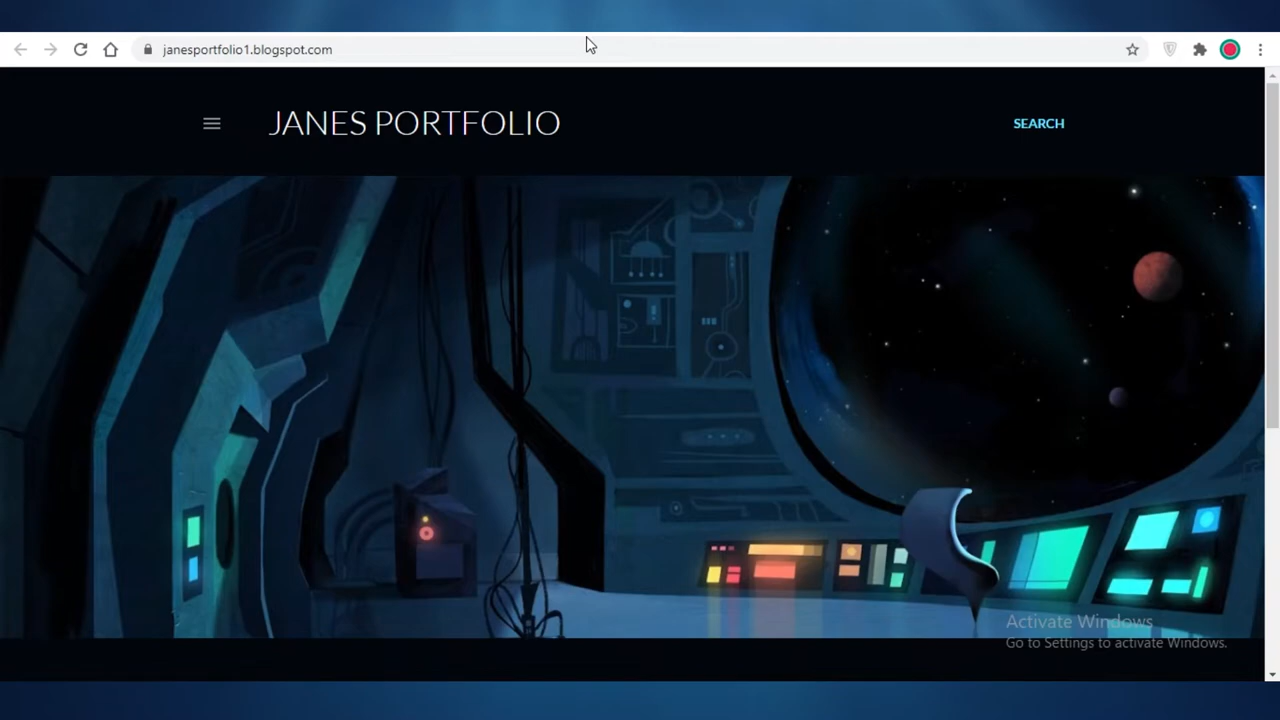 janesportfolio1.blogspot.com
JANES PORTFOLIO
SEARCH
Activate Windows
Go to Settings to activate Windows.